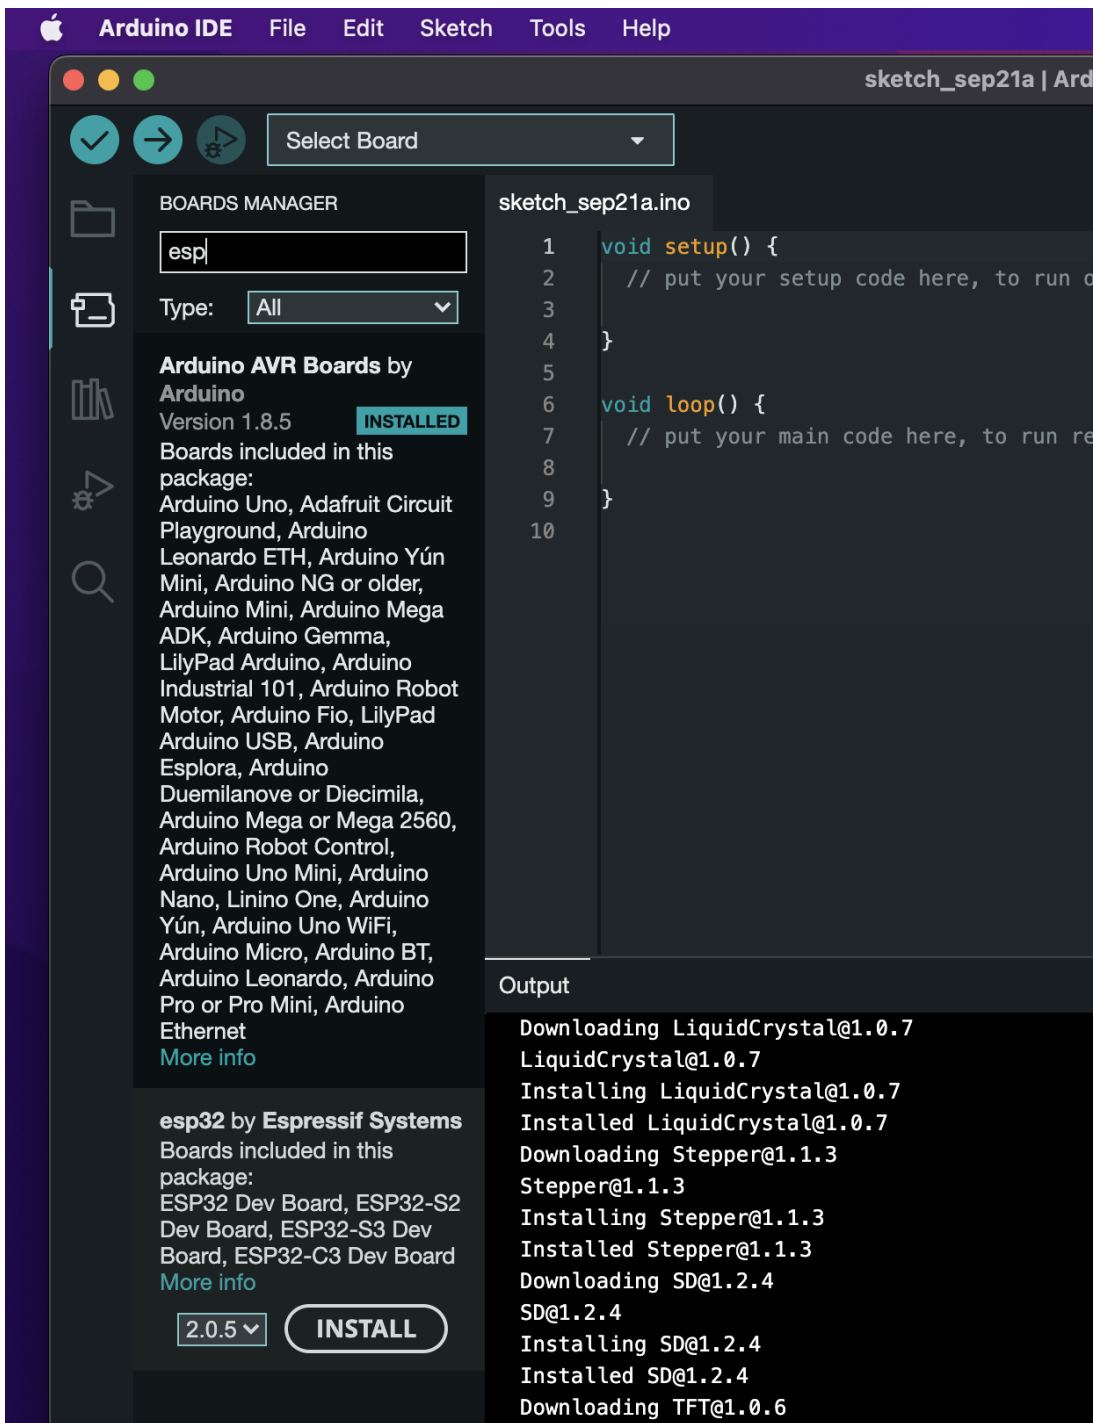 Arduino IDE File Edit Sketch Tools Help
sketch_sep21a | Ard
Select Board
BOARDS MANAGER
esp
Type: All
Arduino AVR Boards by
Arduino
Version 1.8.5 INSTALLED
Boards included in this
package:
Arduino Uno, Adafruit Circuit
Playground, Arduino
Leonardo ETH, Arduino Yún
Mini, Arduino NG or older,
Arduino Mini, Arduino Mega
ADK, Arduino Gemma,
LilyPad Arduino, Arduino
Industrial 101, Arduino Robot
Motor, Arduino Fio, LilyPad
Arduino USB, Arduino
Esplora, Arduino
Duemilanove or Diecimila,
Arduino Mega or Mega 2560,
Arduino Robot Control,
Arduino Uno Mini, Arduino
Nano, Linino One, Arduino
Yún, Arduino Uno WiFi,
Arduino Micro, Arduino BT,
Arduino Leonardo, Arduino
Pro or Pro Mini, Arduino
Ethernet
More info
esp32 by Espressif Systems
Boards included in this
package:
ESP32 Dev Board, ESP32-S2
Dev Board, ESP32-S3 Dev
Board, ESP32-C3 Dev Board
More info
2.0.5 INSTALL
sketch_sep21a.ino
1 void setup() {
2 // put your setup code here, to run o
3
4 }
5
6 void loop() {
7 // put your main code here, to run re
8
9 }
10
Output
Downloading LiquidCrystal@1.0.7
LiquidCrystal@1.0.7
Installing LiquidCrystal@1.0.7
Installed LiquidCrystal@1.0.7
Downloading Stepper@1.1.3
Stepper@1.1.3
Installing Stepper@1.1.3
Installed Stepper@1.1.3
Downloading SD@1.2.4
SD@1.2.4
Installing SD@1.2.4
Installed SD@1.2.4
Downloading TFT@1.0.6